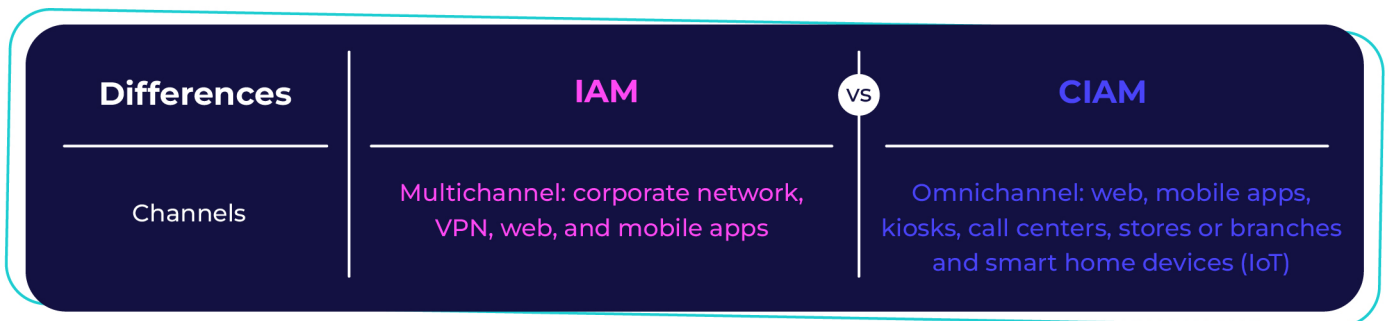 Differences
IAM
VS
CIAM
Channels
Multichannel: corporate network,
VPN, web, and mobile apps
Omnichannel: web, mobile apps,
kiosks, call centers, stores or branches
and smart home devices (IoT)